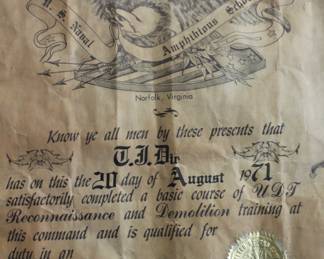 U. S. Naval Amphibious School
Norfolk, Virginia
Know ye all men by these presents that
T.J.Dir
has on this the 20 day of August 1971
satisfactorily completed a basic course of UDT
Reconnaissance and Demolition training at
this command and is qualified for
duty in an